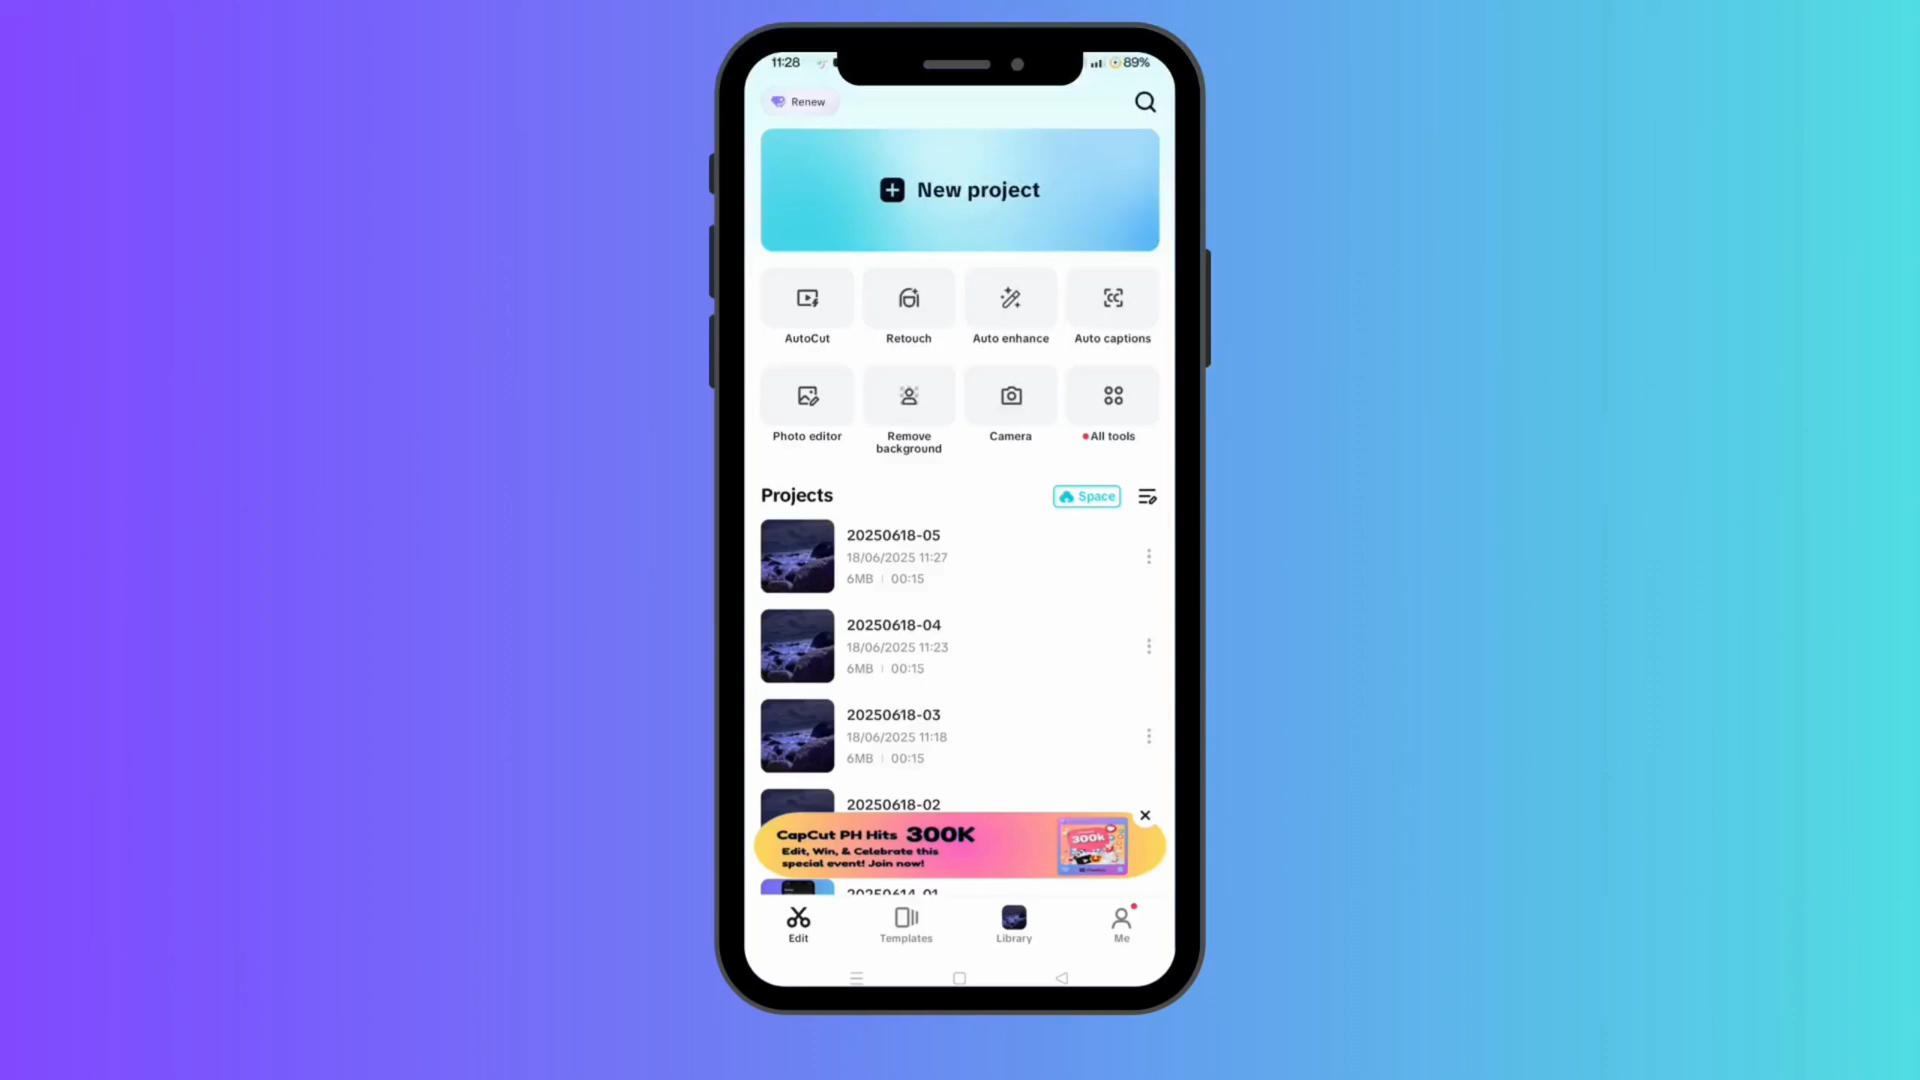 11:28
89%
Renew
New project
AutoCut
Retouch
Auto enhance
CC
Auto captions
Photo editor
Remove
background
Camera
All tools
Projects
Space
20250618-05
18/06/2025 11:27
6MB | 00:15
20250618-04
18/06/2025 11:23
6MB | 00:15
20250618-03
18/06/2025 11:18
6MB | 00:15
20250618-02
CapCut PH Hits 300K
Edit, Win, & Celebrate this
special event! Join now!
300k
20250614-01
Edit
Templates
Library
Me